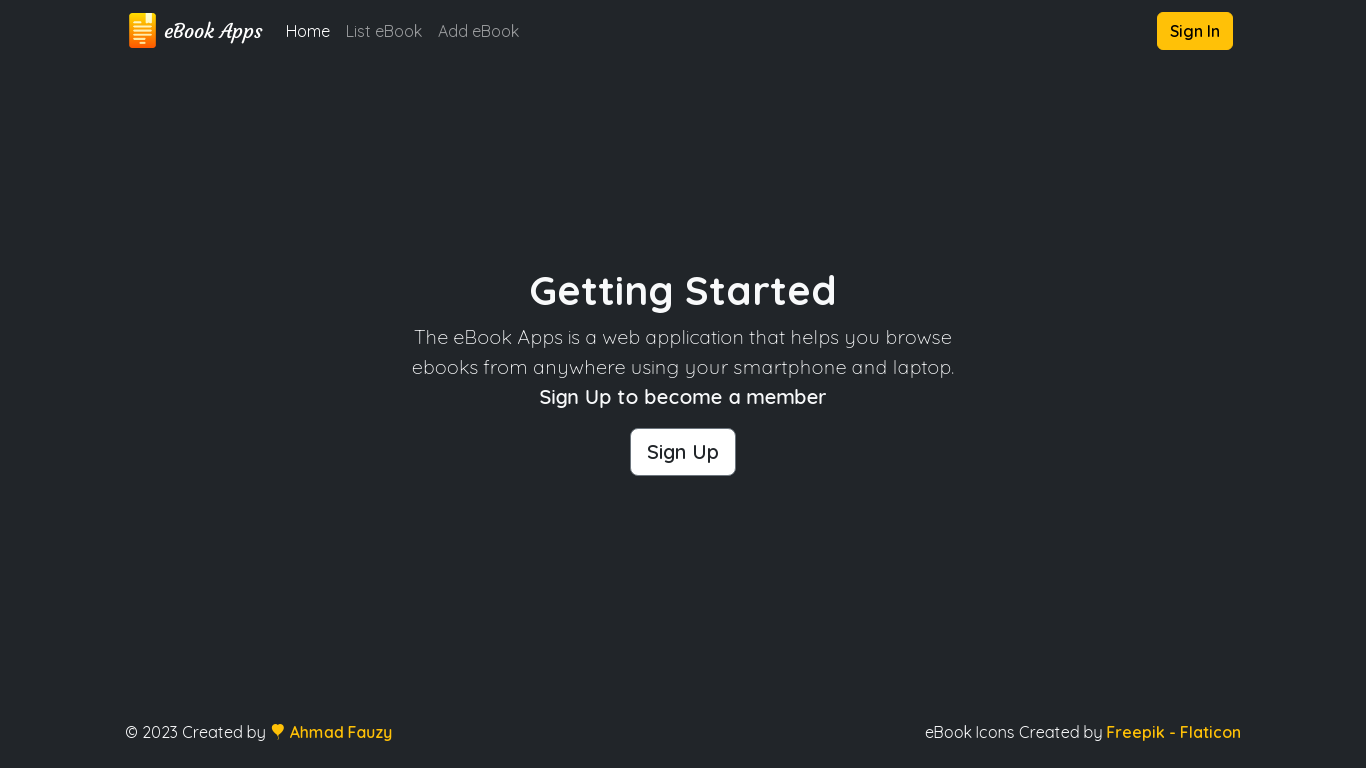 eBook Apps
Home
List eBook
Add eBook
Sign In
Getting Started
The eBook Apps is a web application that helps you browse
ebooks from anywhere using your smartphone and laptop.
Sign Up to become a member
Sign Up
© 2023 Created by Ahmad Fauzy
eBook Icons Created by Freepik - Flaticon